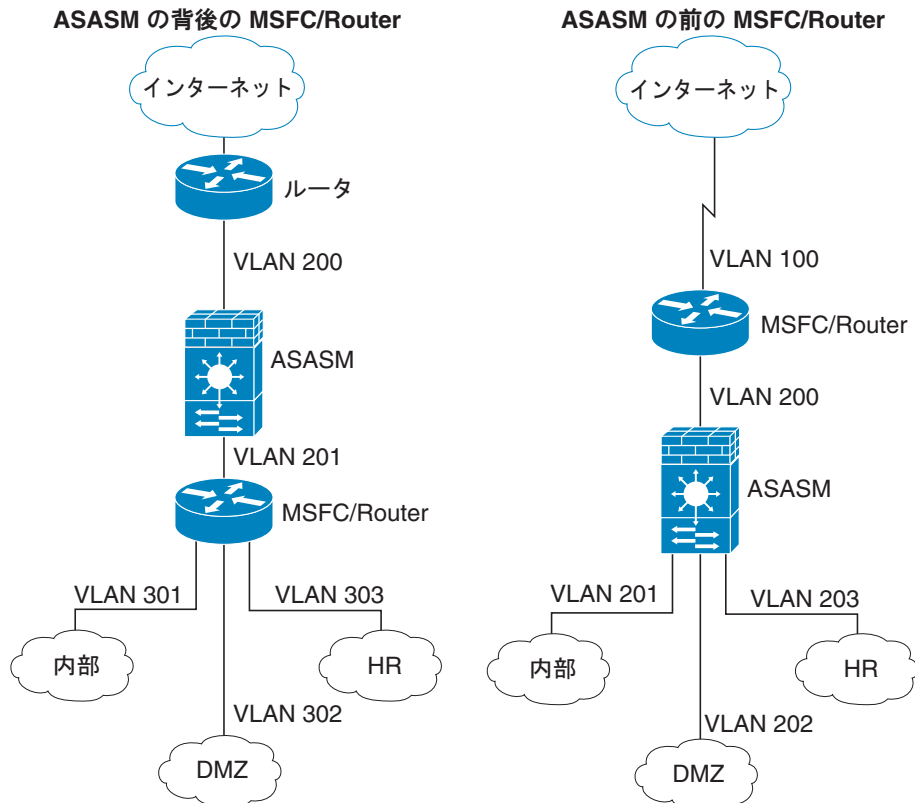 ASASM の背後の MSFC/Router
インターネット
ルータ
VLAN 200
ASASM
VLAN 201
MSFC/Router
VLAN 301
VLAN 303
内部
HR
VLAN 302
DMZ
ASASM の前の MSFC/Router
インターネット
VLAN 100
MSFC/Router
VLAN 200
ASASM
VLAN 201
VLAN 203
内部
HR
VLAN 202
DMZ